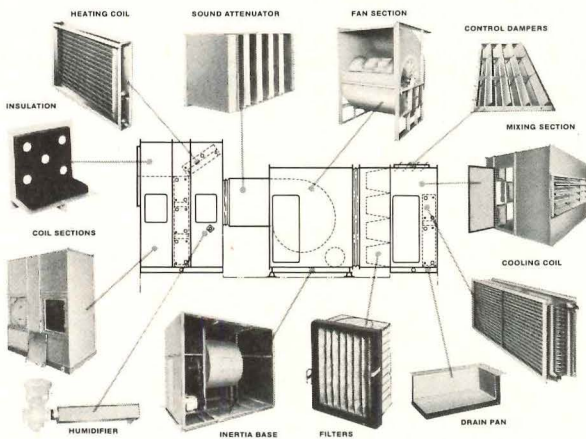 HEATING COIL
SOUND ATTENUATOR
FAN SECTION
CONTROL DAMPERS
INSULATION
MIXING SECTION
COIL SECTIONS
COOLING COIL
HUMIDIFIER
INERTIA BASE
FILTERS
DRAIN PAN